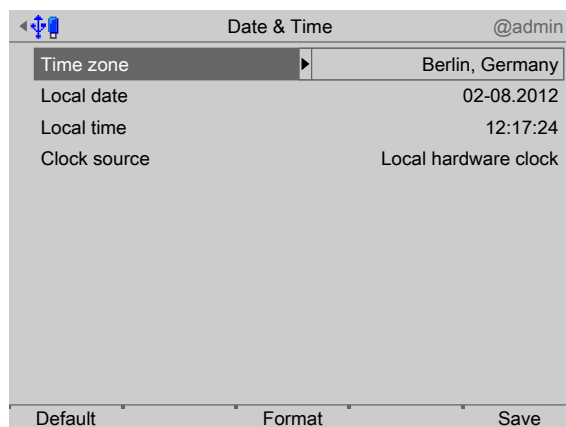 Date & Time @admin
Time zone Berlin, Germany
Local date 02-08.2012
Local time 12:17:24
Clock source Local hardware clock
Default Format Save